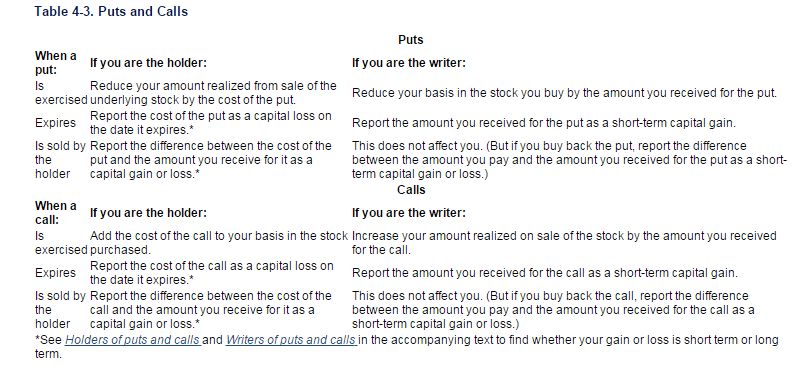 Table 4-3. Puts and Calls
Puts
When a put:
If you are the holder:
If you are the writer:
Is exercised
Reduce your amount realized from sale of the
underlying stock by the cost of the put.
Reduce your basis in the stock you buy by the amount you received for the put.
Expires
Report the cost of the put as a capital loss on
the date it expires.*
Report the amount you received for the put as a short-term capital gain.
Is sold by
the
holder
Report the difference between the cost of the
put and the amount you receive for it as a
capital gain or loss.*
This does not affect you. (But if you buy back the put, report the difference
between the amount you pay and the amount you received for the put as a short-
term capital gain or loss.)
Calls
When a
call:
If you are the holder:
If you are the writer:
Is
exercised
Add the cost of the call to your basis in the stock
purchased.
Increase your amount realized on sale of the stock by the amount you received
for the call.
Expires
Report the cost of the call as a capital loss on
the date it expires.*
Report the amount you received for the call as a short-term capital gain.
Is sold by
the
holder
Report the difference between the cost of the
call and the amount you receive for it as a
capital gain or loss.*
This does not affect you. (But if you buy back the call, report the difference
between the amount you pay and the amount you received for the call as a
short-term capital gain or loss.)
*See Holders of puts and calls and Writers of puts and calls in the accompanying text to find whether your gain or loss is short term or long
term.